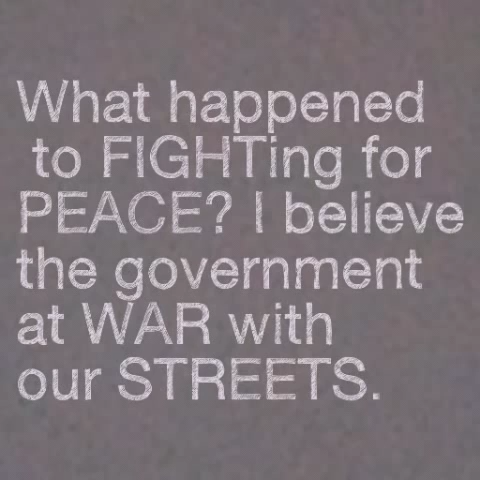 What happened
to FIGHTing for
PEACE? I believe
the government
at WAR with
our STREETS.